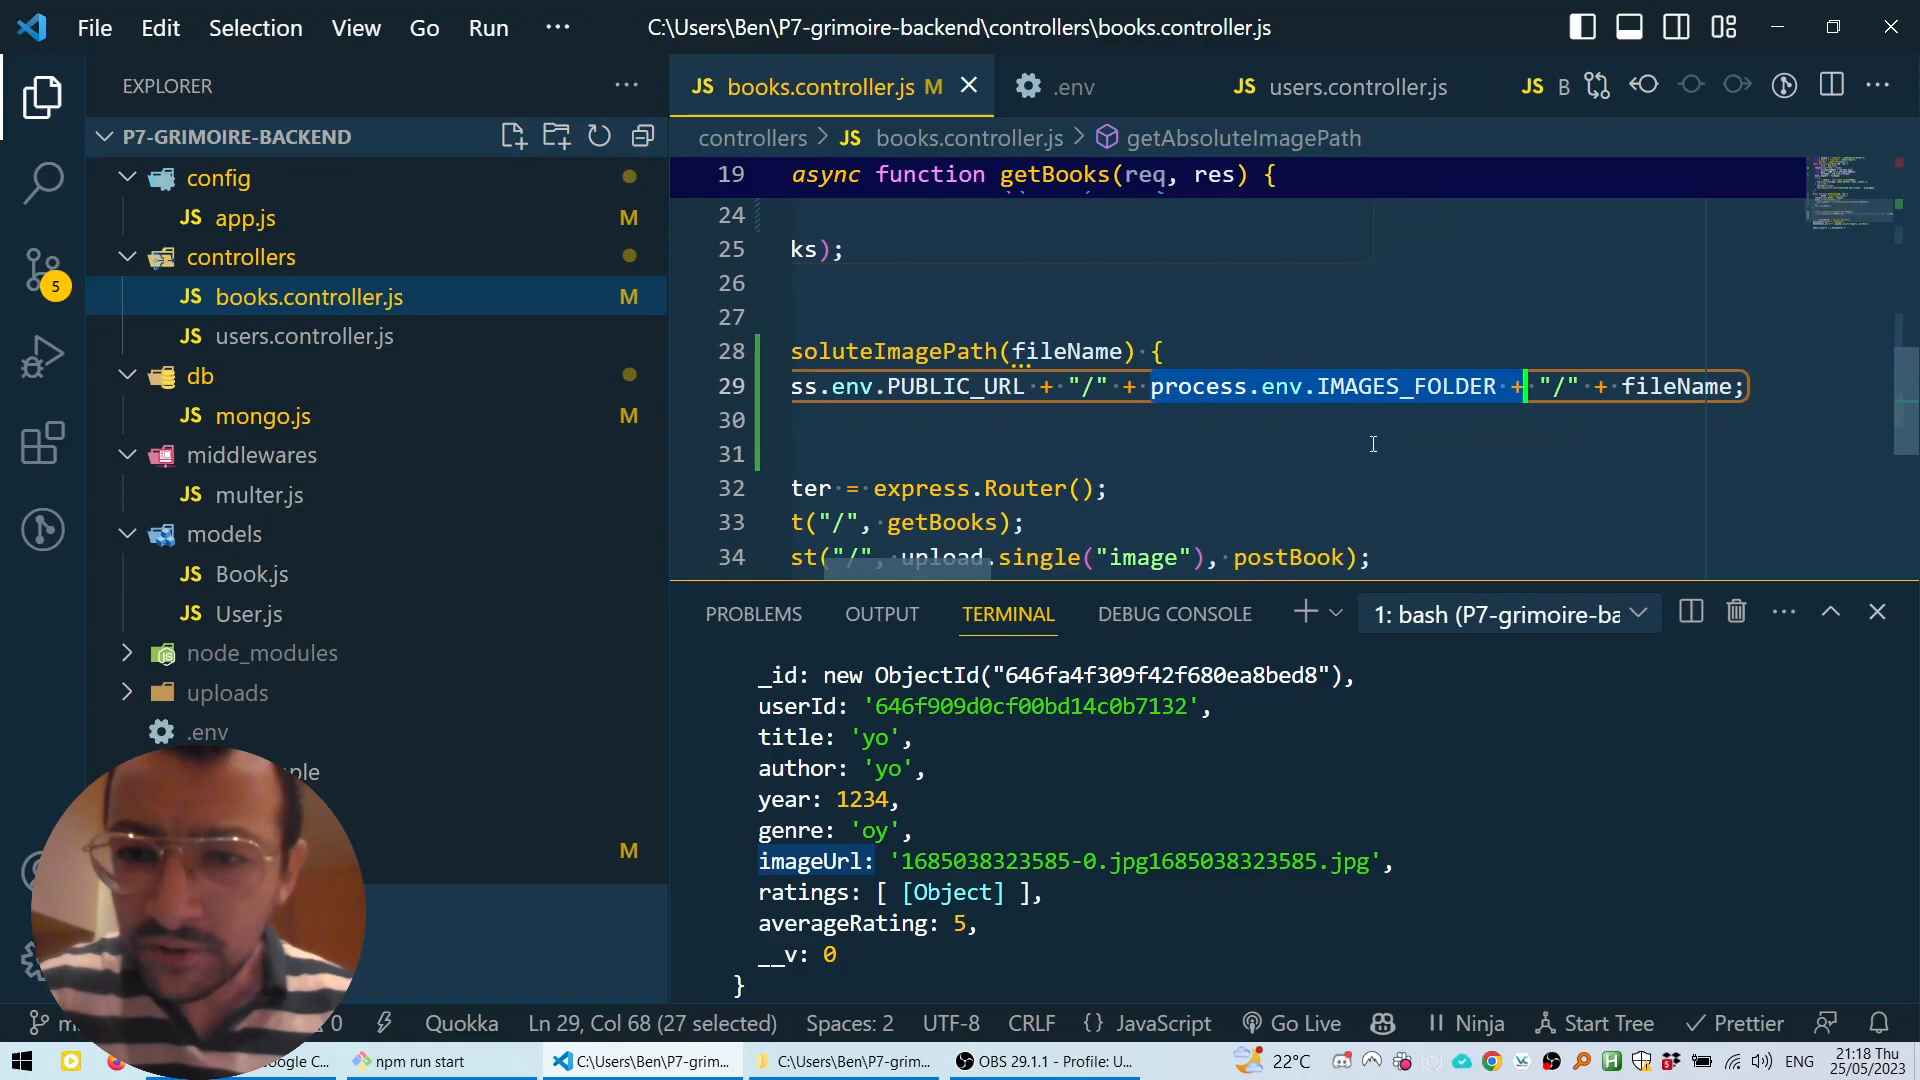 File Edit Selection View Go Run ··· C:\Users\Ben\P7-grimoire-backend\controllers\books.controller.js
EXPLORER ···
P7-GRIMOIRE-BACKEND
config
app.js M
controllers
books.controller.js M
users.controller.js
db
mongo.js M
middlewares
multer.js
models
Book.js
User.js
node_modules
uploads
.env
ple
M
5
books.controller.js M .env users.controller.js B
controllers > books.controller.js > getAbsoluteImagePath
19 async function getBooks(req, res) {
24
25 ks);
26
27
28 soluteImagePath(fileName) {
29 ss.env.PUBLIC_URL + "/" + process.env.IMAGES_FOLDER + "/" + fileName;
30
31
32 ter = express.Router();
33 t("/", getBooks);
34 st("/", upload.single("image"), postBook);
PROBLEMS OUTPUT TERMINAL DEBUG CONSOLE 1: bash (P7-grimoire-ba
_id: new ObjectId("646fa4f309f42f680ea8bed8"),
userId: '646f909d0cf00bd14c0b7132',
title: 'yo',
author: 'yo',
year: 1234,
genre: 'oy',
imageUrl: '1685038323585-0.jpg1685038323585.jpg',
ratings: [ [Object] ],
averageRating: 5,
__v: 0
}
0 Quokka Ln 29, Col 68 (27 selected) Spaces: 2 UTF-8 CRLF {} JavaScript Go Live Ninja Start Tree Prettier
oogle C... npm run start C:\Users\Ben\P7-grim... C:\Users\Ben\P7-grim... OBS 29.1.1 - Profile: U... 22°C ENG 21:18 Thu
25/05/2023